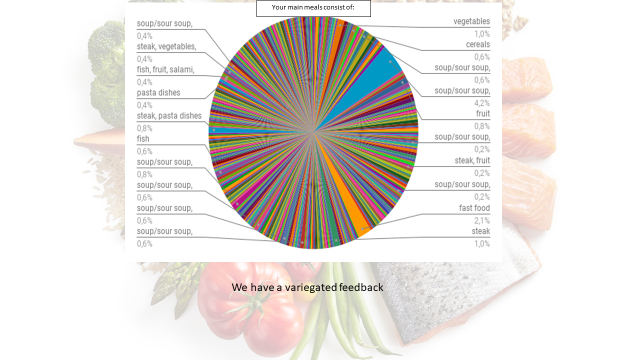 Your main meals consist of:
soup/sour soup,
0,4%
steak, vegetables,
0,4%
fish, fruit, salami,
0,4%
pasta dishes
0,4%
steak, pasta dishes
0,8%
fish
0,6%
soup/sour soup,
0,8%
soup/sour soup,
0,6%
soup/sour soup,
0,6%
soup/sour soup,
0,6%
vegetables
1,0%
cereals
0,6%
soup/sour soup,
0,6%
soup/sour soup,
4,2%
fruit
0,8%
soup/sour soup,
0,2%
steak, fruit
0,2%
soup/sour soup,
0,2%
fast food
2,1%
steak
1,0%
We have a variegated feedback